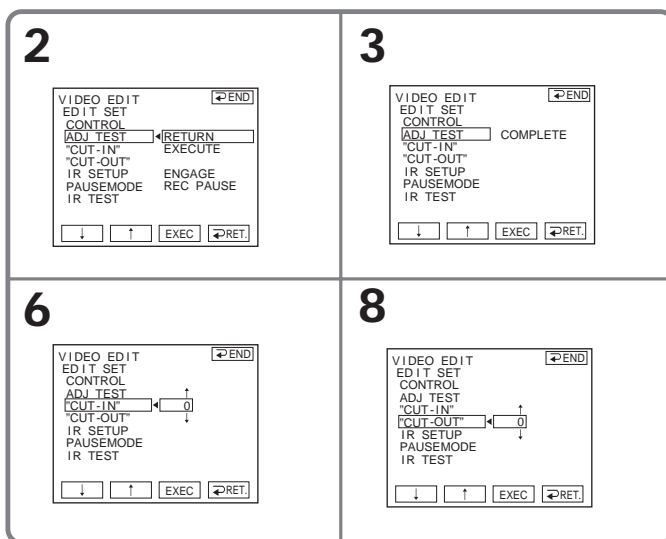 2
VIDEO EDIT ⮌END
EDIT SET
CONTROL
ADJ TEST ◀ RETURN
"CUT-IN" EXECUTE
"CUT-OUT"
IR SETUP ENGAGE
PAUSEMODE REC PAUSE
IR TEST
↓ ↑ EXEC ⮌RET.
3
VIDEO EDIT ⮌END
EDIT SET
CONTROL
ADJ TEST COMPLETE
"CUT-IN"
"CUT-OUT"
IR SETUP
PAUSEMODE
IR TEST
↓ ↑ EXEC ⮌RET.
6
VIDEO EDIT ⮌END
EDIT SET
CONTROL
ADJ TEST ↑
"CUT-IN" ◀ 0
"CUT-OUT" ↓
IR SETUP
PAUSEMODE
IR TEST
↓ ↑ EXEC ⮌RET.
8
VIDEO EDIT ⮌END
EDIT SET
CONTROL
ADJ TEST
"CUT-IN" ↑
"CUT-OUT" ◀ 0
IR SETUP ↓
PAUSEMODE
IR TEST
↓ ↑ EXEC ⮌RET.